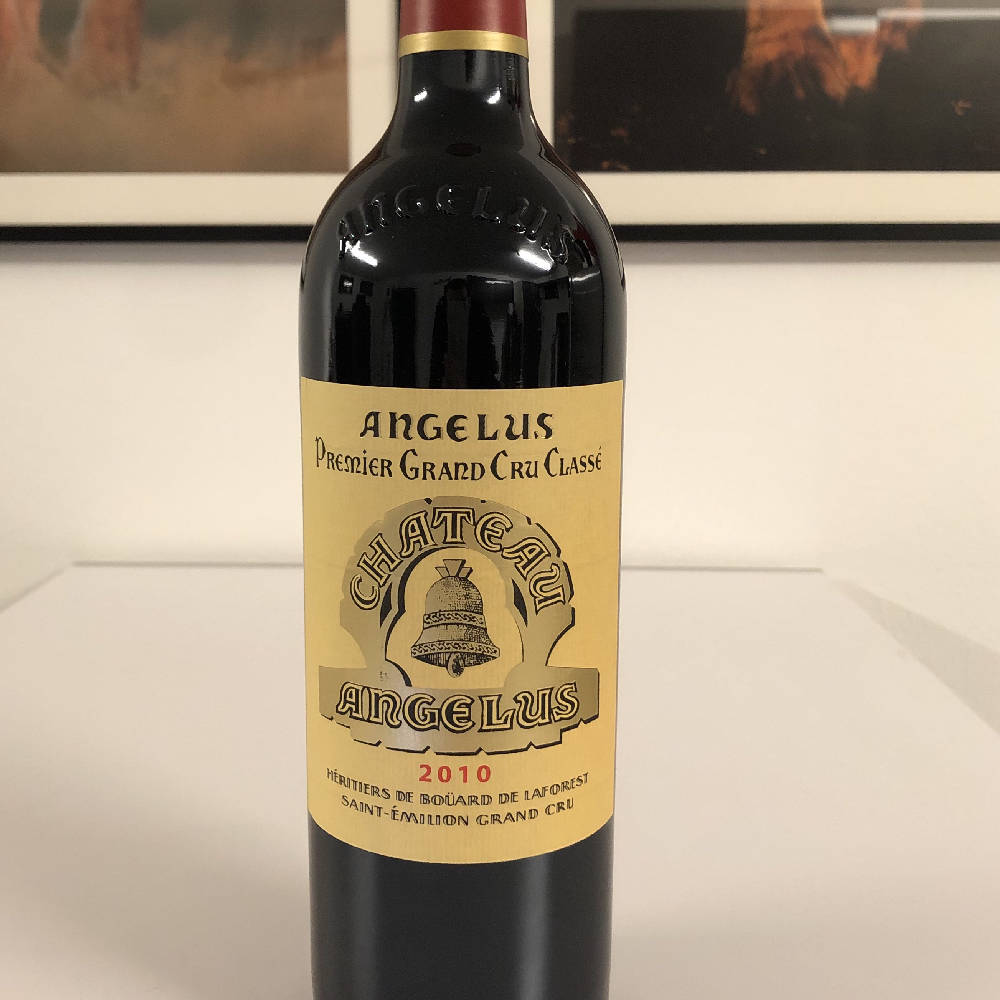 ANGELUS
ANGELUS
PREMIER GRAND CRU CLASSÉ
CHATEAU
ANGELUS
2010
HÉRITIERS DE BOÜARD DE LAFOREST
SAINT-ÉMILION GRAND CRU